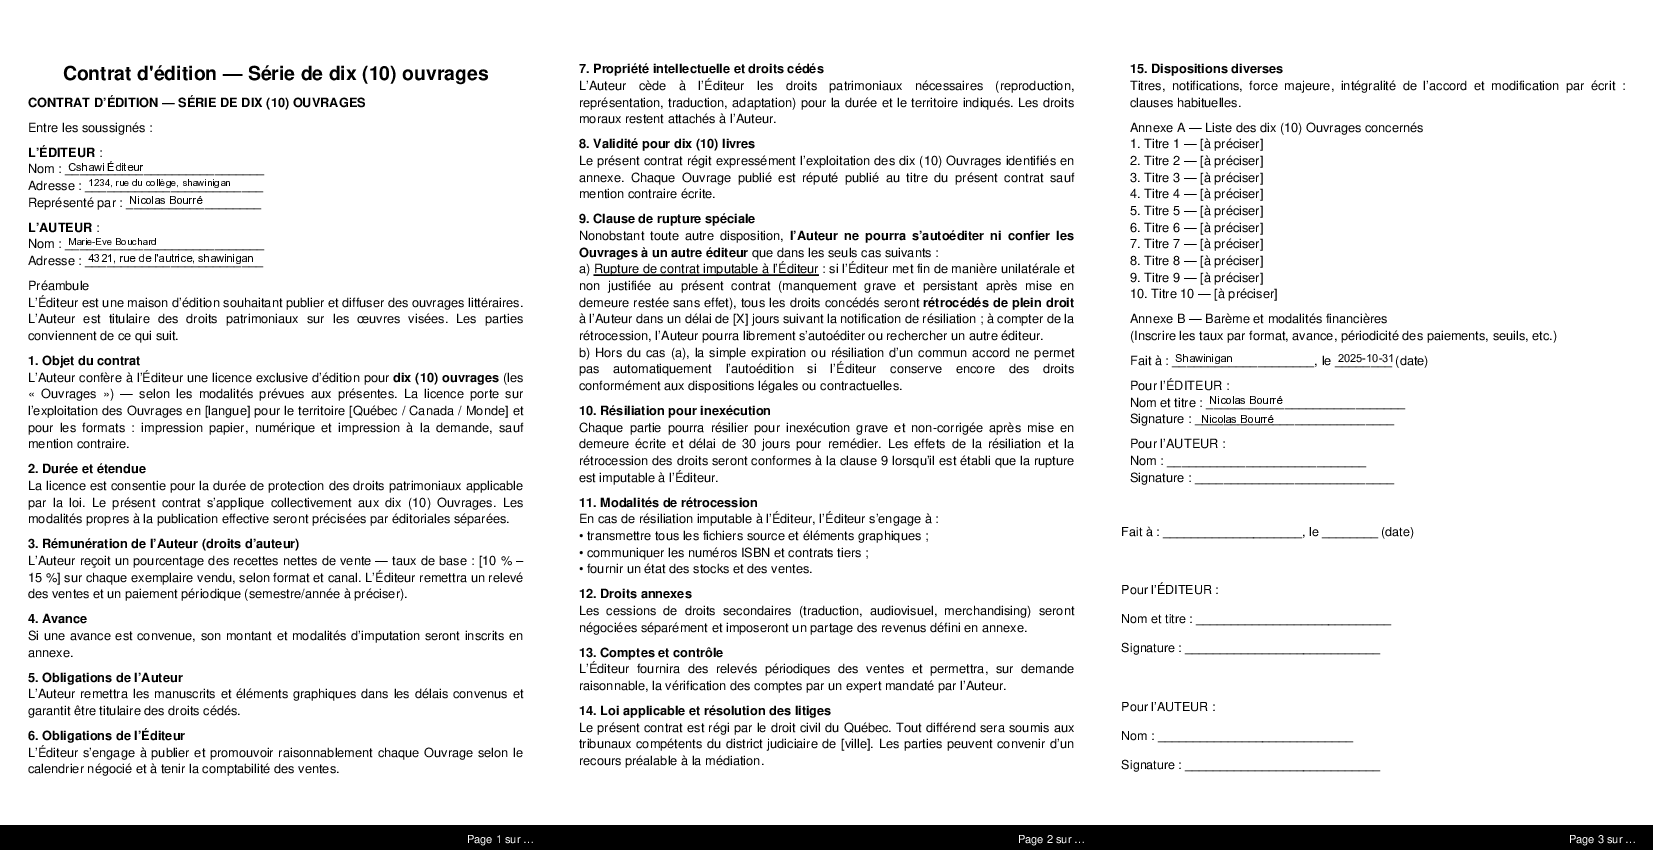 Contrat d'édition — Série de dix (10) ouvrages
CONTRAT D'ÉDITION — SÉRIE DE DIX (10) OUVRAGES
Entre les soussignés :
L'ÉDITEUR :
Nom : Cshawi Éditeur
Adresse : 1234, rue du collège, shawinigan
Représenté par : Nicolas Bourré
L'AUTEUR :
Nom : Marie-Eve Bouchard
Adresse : 4321, rue de l'autrice, shawinigan
Préambule
L'Éditeur est une maison d'édition souhaitant publier et diffuser des ouvrages littéraires.
L'Auteur est titulaire des droits patrimoniaux sur les œuvres visées. Les parties
conviennent de ce qui suit.
1. Objet du contrat
L'Auteur confère à l'Éditeur une licence exclusive d'édition pour dix (10) ouvrages (les
« Ouvrages ») — selon les modalités prévues aux présentes. La licence porte sur
l'exploitation des Ouvrages en [langue] pour le territoire [Québec / Canada / Monde] et
pour les formats : impression papier, numérique et impression à la demande, sauf
mention contraire.
2. Durée et étendue
La licence est consentie pour la durée de protection des droits patrimoniaux applicable
par la loi. Le présent contrat s'applique collectivement aux dix (10) Ouvrages. Les
modalités propres à la publication effective seront précisées par éditoriales séparées.
3. Rémunération de l'Auteur (droits d'auteur)
L'Auteur reçoit un pourcentage des recettes nettes de vente — taux de base : [10 % –
15 %] sur chaque exemplaire vendu, selon format et canal. L'Éditeur remettra un relevé
des ventes et un paiement périodique (semestre/année à préciser).
4. Avance
Si une avance est convenue, son montant et modalités d'imputation seront inscrits en
annexe.
5. Obligations de l'Auteur
L'Auteur remettra les manuscrits et éléments graphiques dans les délais convenus et
garantit être titulaire des droits cédés.
6. Obligations de l'Éditeur
L'Éditeur s'engage à publier et promouvoir raisonnablement chaque Ouvrage selon le
calendrier négocié et à tenir la comptabilité des ventes.
Page 1 sur ...
7. Propriété intellectuelle et droits cédés
L'Auteur cède à l'Éditeur les droits patrimoniaux nécessaires (reproduction,
représentation, traduction, adaptation) pour la durée et le territoire indiqués. Les droits
moraux restent attachés à l'Auteur.
8. Validité pour dix (10) livres
Le présent contrat régit expressément l'exploitation des dix (10) Ouvrages identifiés en
annexe. Chaque Ouvrage publié est réputé publié au titre du présent contrat sauf
mention contraire écrite.
9. Clause de rupture spéciale
Nonobstant toute autre disposition, l'Auteur ne pourra s'autoéditer ni confier les
Ouvrages à un autre éditeur que dans les seuls cas suivants :
a) Rupture de contrat imputable à l'Éditeur : si l'Éditeur met fin de manière unilatérale et
non justifiée au présent contrat (manquement grave et persistant après mise en
demeure restée sans effet), tous les droits concédés seront rétrocédés de plein droit
à l'Auteur dans un délai de [X] jours suivant la notification de résiliation ; à compter de la
rétrocession, l'Auteur pourra librement s'autoéditer ou rechercher un autre éditeur.
b) Hors du cas (a), la simple expiration ou résiliation d'un commun accord ne permet
pas automatiquement l'autoédition si l'Éditeur conserve encore des droits
conformément aux dispositions légales ou contractuelles.
10. Résiliation pour inexécution
Chaque partie pourra résilier pour inexécution grave et non-corrigée après mise en
demeure écrite et délai de 30 jours pour remédier. Les effets de la résiliation et la
rétrocession des droits seront conformes à la clause 9 lorsqu'il est établi que la rupture
est imputable à l'Éditeur.
11. Modalités de rétrocession
En cas de résiliation imputable à l'Éditeur, l'Éditeur s'engage à :
• transmettre tous les fichiers source et éléments graphiques ;
• communiquer les numéros ISBN et contrats tiers ;
• fournir un état des stocks et des ventes.
12. Droits annexes
Les cessions de droits secondaires (traduction, audiovisuel, merchandising) seront
négociées séparément et imposeront un partage des revenus défini en annexe.
13. Comptes et contrôle
L'Éditeur fournira des relevés périodiques des ventes et permettra, sur demande
raisonnable, la vérification des comptes par un expert mandaté par l'Auteur.
14. Loi applicable et résolution des litiges
Le présent contrat est régi par le droit civil du Québec. Tout différend sera soumis aux
tribunaux compétents du district judiciaire de [ville]. Les parties peuvent convenir d'un
recours préalable à la médiation.
Page 2 sur ...
15. Dispositions diverses
Titres, notifications, force majeure, intégralité de l'accord et modification par écrit :
clauses habituelles.
Annexe A — Liste des dix (10) Ouvrages concernés
1. Titre 1 — [à préciser]
2. Titre 2 — [à préciser]
3. Titre 3 — [à préciser]
4. Titre 4 — [à préciser]
5. Titre 5 — [à préciser]
6. Titre 6 — [à préciser]
7. Titre 7 — [à préciser]
8. Titre 8 — [à préciser]
9. Titre 9 — [à préciser]
10. Titre 10 — [à préciser]
Annexe B — Barème et modalités financières
(Inscrire les taux par format, avance, périodicité des paiements, seuils, etc.)
Fait à : Shawinigan, le 2025-10-31 (date)
Pour l'ÉDITEUR :
Nom et titre : Nicolas Bourré
Signature : Nicolas Bourré
Pour l'AUTEUR :
Nom : ____________________________
Signature : ____________________________
Fait à : ____________________, le ________ (date)
Pour l'ÉDITEUR :
Nom et titre : ____________________________
Signature : ____________________________
Pour l'AUTEUR :
Nom : ____________________________
Signature : ____________________________
Page 3 sur ...